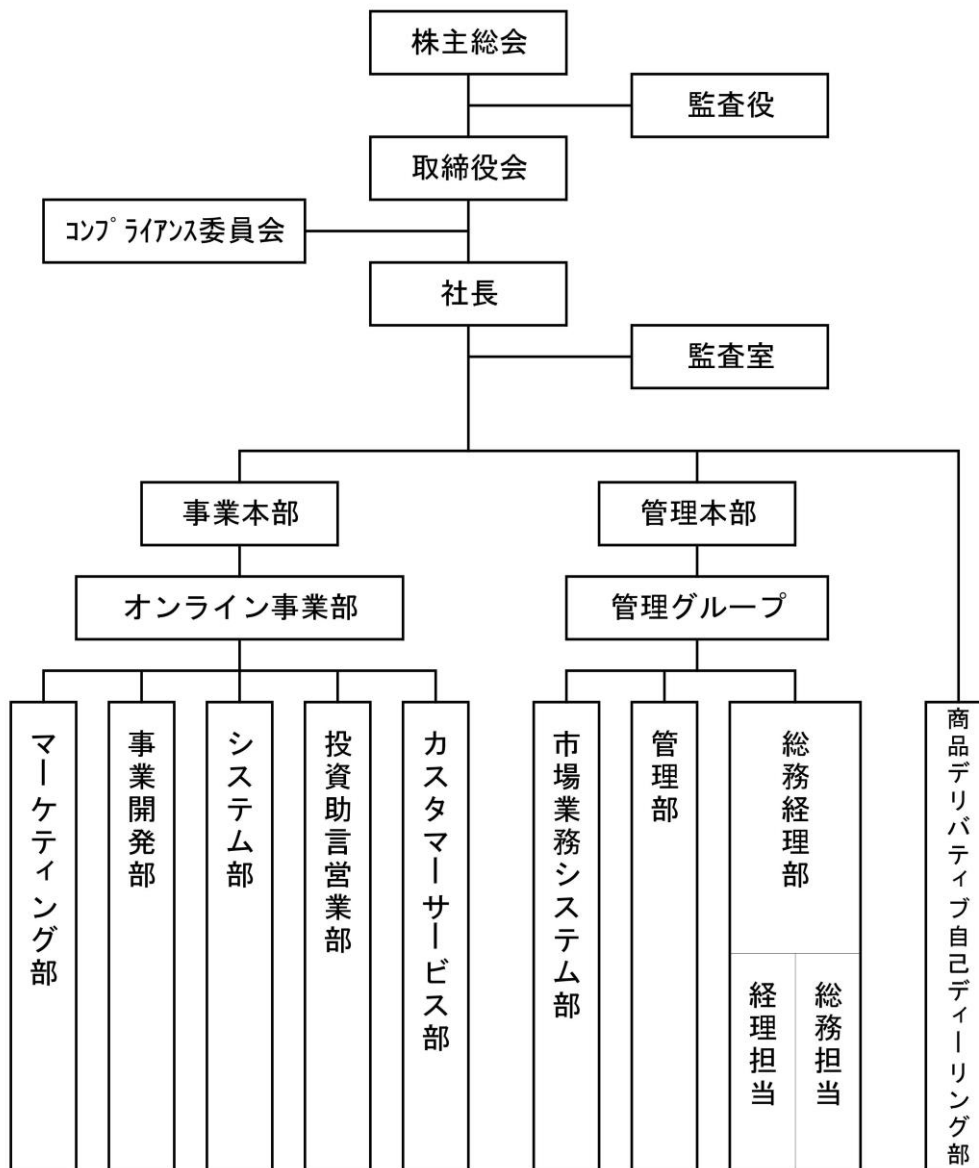 株主総会
監査役
取締役会
ｺﾝﾌﾟﾗｲｱﾝｽ委員会
社長
監査室
事業本部
管理本部
オンライン事業部
管理グループ
マーケティング部
事業開発部
システム部
投資助言営業部
カスタマーサービス部
市場業務システム部
管理部
総務経理部
経理担当
総務担当
商品デリバティブ自己ディーリング部